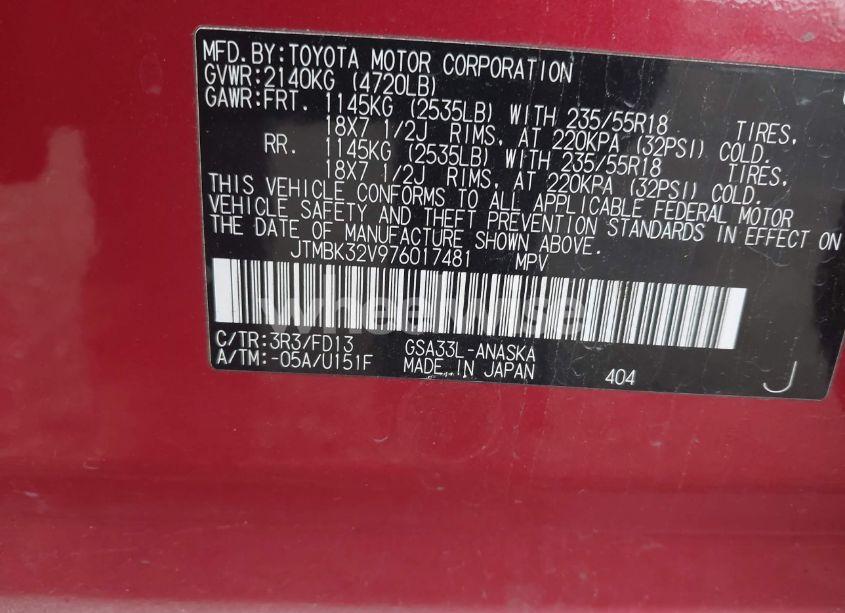 MFD.BY:TOYOTA MOTOR CORPORATION
GVWR:2140KG (4720LB)
GAWR:FRT. 1145KG (2535LB) WITH 235/55R18 TIRES,
18X7 1/2J RIMS, AT 220KPA (32PSI) COLD.
RR. 1145KG (2535LB) WITH 235/55R18 TIRES,
18X7 1/2J RIMS, AT 220KPA (32PSI) COLD.
THIS VEHICLE CONFORMS TO ALL APPLICABLE FEDERAL MOTOR
VEHICLE SAFETY AND THEFT PREVENTION STANDARDS IN EFFECT ON
THE DATE OF MANUFACTURE SHOWN ABOVE.
JTMBK32V976017481 MPV
wheelwise
C/TR:3R3/FD13 GSA33L-ANASKA
A/TM:-05A/U151F MADE IN JAPAN 404 J